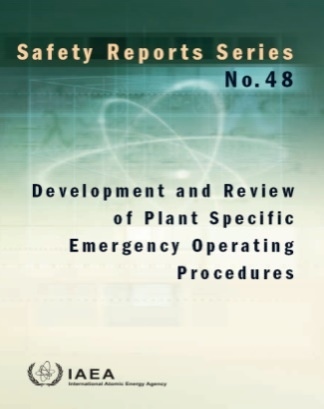 Safety Reports Series
No.48
Development and Review
of Plant Specific
Emergency Operating
Procedures
IAEA
International Atomic Energy Agency